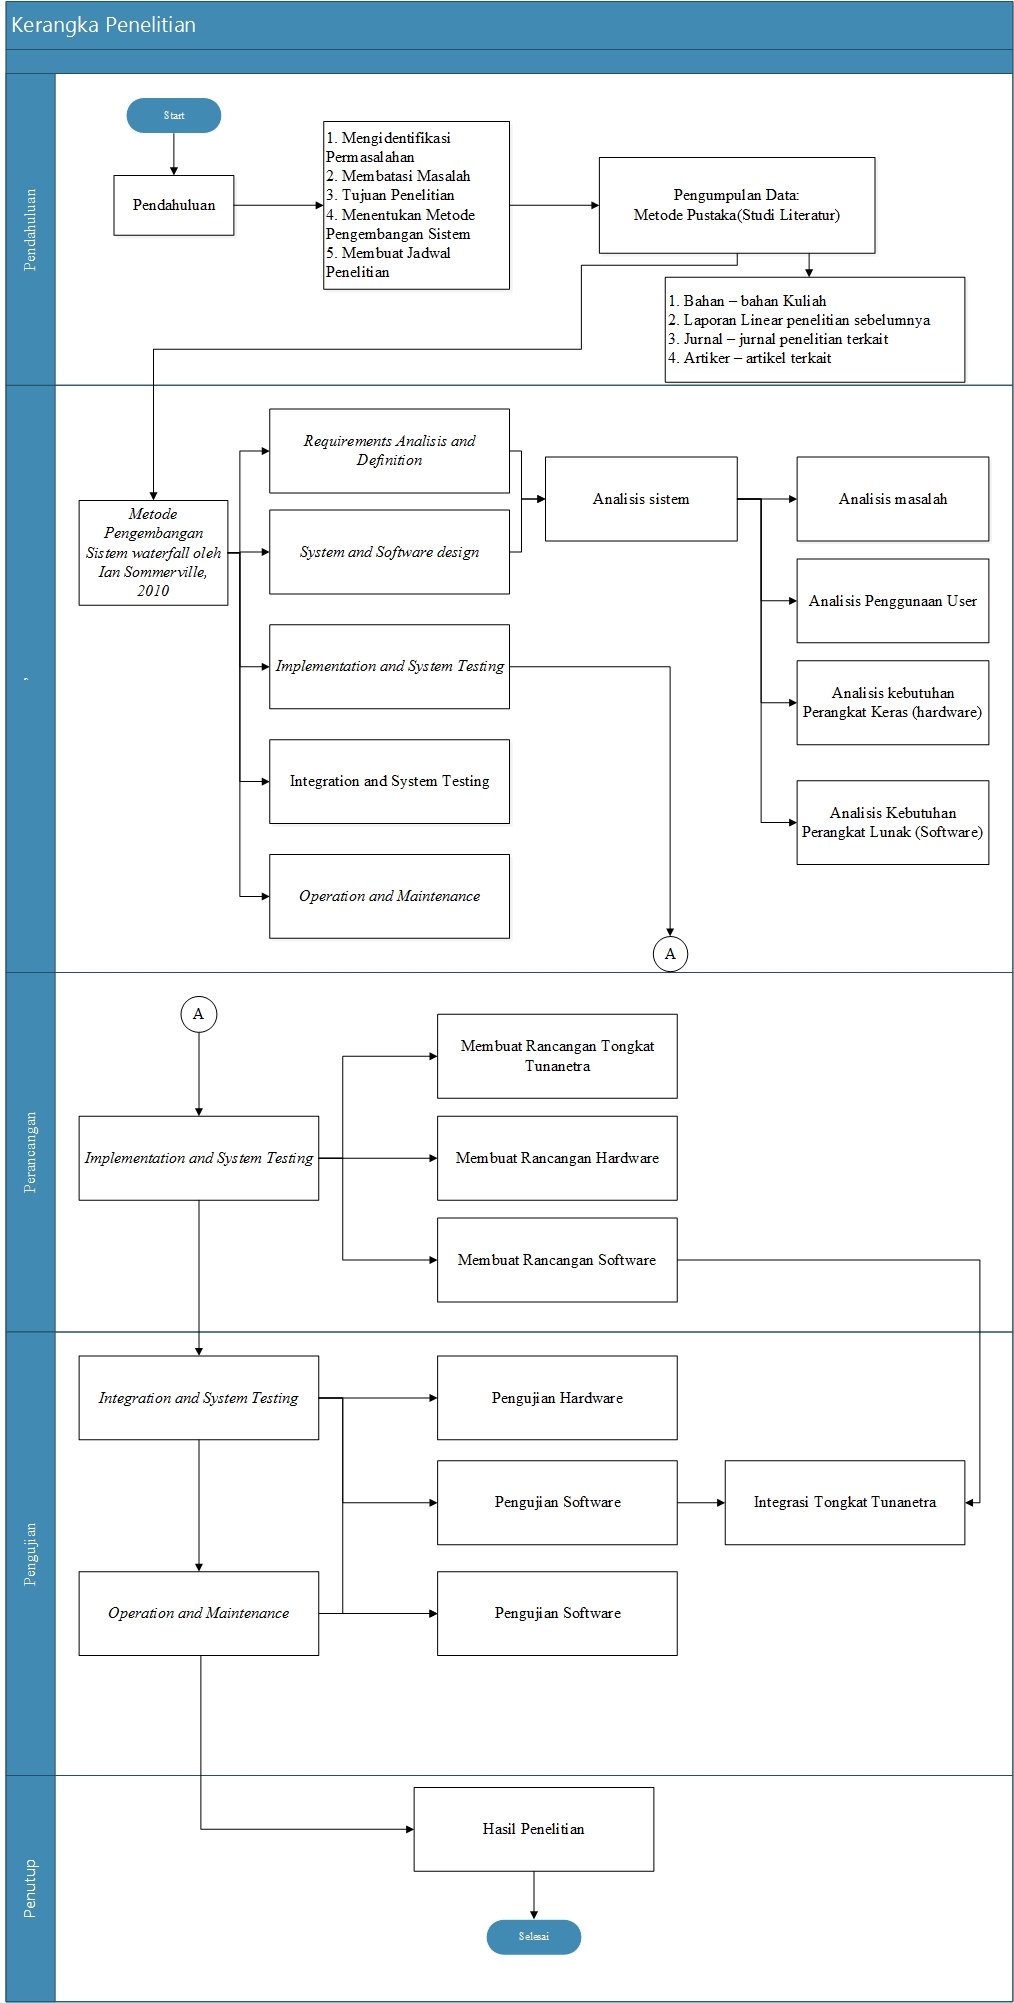 Kerangka Penelitian
Pendahuluan
Start
Pendahuluan
1. Mengidentifikasi
Permasalahan
2. Membatasi Masalah
3. Tujuan Penelitian
4. Menentukan Metode
Pengembangan Sistem
5. Membuat Jadwal
Penelitian
Pengumpulan Data:
Metode Pustaka(Studi Literatur)
1. Bahan – bahan Kuliah
2. Laporan Linear penelitian sebelumnya
3. Jurnal – jurnal penelitian terkait
4. Artiker – artikel terkait
,
Metode
Pengembangan
Sistem waterfall oleh
Ian Sommerville,
2010
Requirements Analisis and
Definition
System and Software design
Implementation and System Testing
Integration and System Testing
Operation and Maintenance
Analisis sistem
Analisis masalah
Analisis Penggunaan User
Analisis kebutuhan
Perangkat Keras (hardware)
Analisis Kebutuhan
Perangkat Lunak (Software)
A
Perancangan
A
Implementation and System Testing
Membuat Rancangan Tongkat
Tunanetra
Membuat Rancangan Hardware
Membuat Rancangan Software
Pengujian
Integration and System Testing
Pengujian Hardware
Pengujian Software
Integrasi Tongkat Tunanetra
Operation and Maintenance
Pengujian Software
Penutup
Hasil Penelitian
Selesai